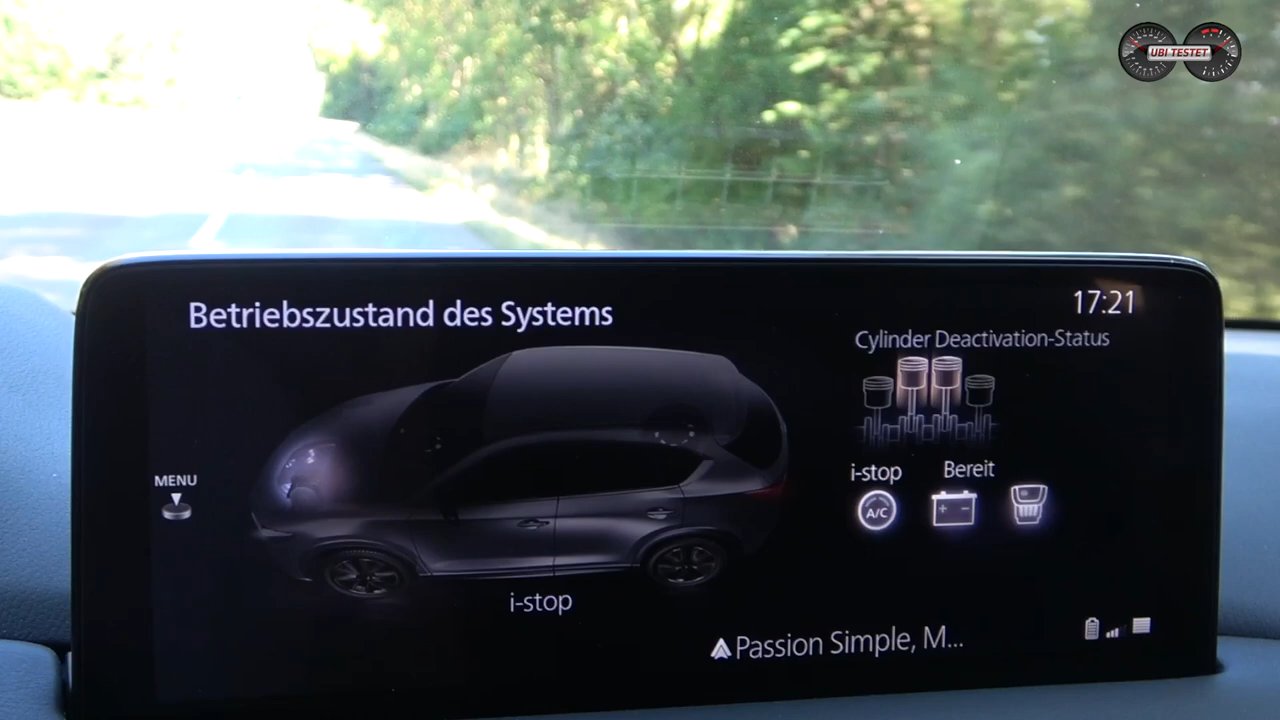 UBI TESTET
Betriebszustand des Systems
17:21
Cylinder Deactivation-Status
MENU
i-stop
Bereit
A/C
i-stop
Passion Simple, M...